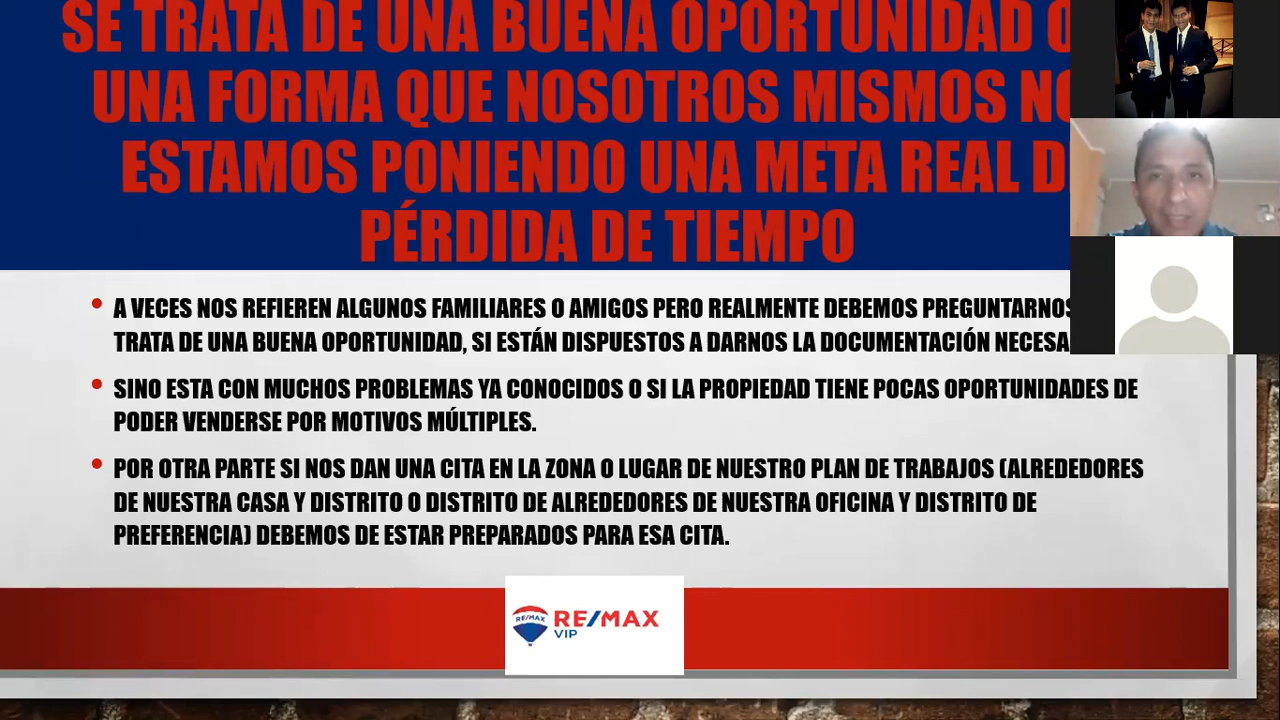 SE TRATA DE UNA BUENA OPORTUNIDAD O
UNA FORMA QUE NOSOTROS MISMOS
ESTAMOS PONIENDO UNA META REAL
PÉRDIDA DE TIEMPO
• A VECES NOS REFIEREN ALGUNOS FAMILIARES O AMIGOS PERO REALMENTE DEBEMOS PREGUNTARNOS
TRATA DE UNA BUENA OPORTUNIDAD, SI ESTÁN DISPUESTOS A DARNOS LA DOCUMENTACIÓN
• SINO ESTA CON MUCHOS PROBLEMAS YA CONOCIDOS O SI LA PROPIEDAD TIENE POCAS OPORTUNIDADES DE
PODER VENDERSE POR MOTIVOS MÚLTIPLES.
• POR OTRA PARTE SI NOS DAN UNA CITA EN LA ZONA O LUGAR DE NUESTRO PLAN DE TRABAJOS (ALREDEDORES
DE NUESTRA CASA Y DISTRITO O DISTRITO DE ALREDEDORES DE NUESTRA OFICINA Y DISTRITO DE
PREFERENCIA) DEBEMOS DE ESTAR PREPARADOS PARA ESA CITA.
RE/MAX
RE/MAX
VIP